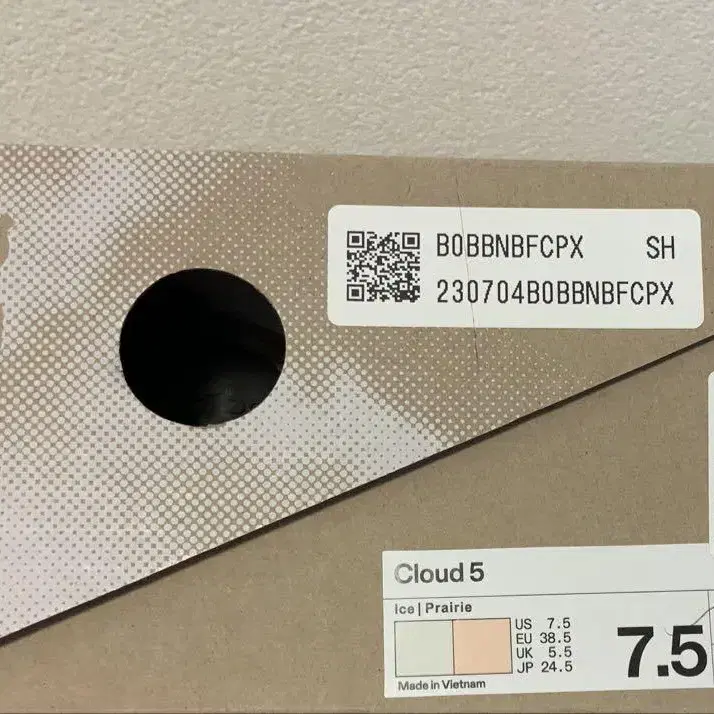 B0BBNBFCPX SH
230704B0BBNBFCPX
Cloud 5
Ice | Prairie
US 7.5
EU 38.5
UK 5.5
JP 24.5
7.5
Made in Vietnam